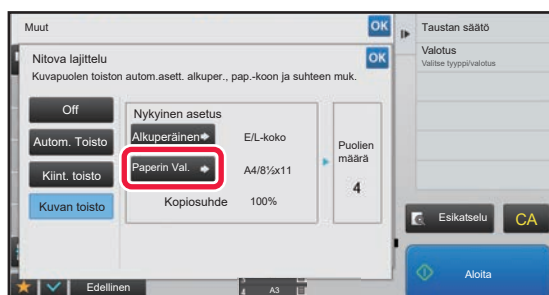 Muut
OK
Taustan säätö
Nitova lajittelu
OK
Valotus
Valitse tyyppi/valotus
Kuvapuolen toiston autom.asett. alkuper., pap.-koon ja suhteen muk.
Off
Autom. Toisto
Kiint. toisto
Kuvan toisto
Nykyinen asetus
Alkuperäinen
E/L-koko
Paperin Val.
A4/8½x11
Kopiosuhde
100%
Puolien
määrä
4
Esikatselu
CA
Edellinen
4
A3
Aloita